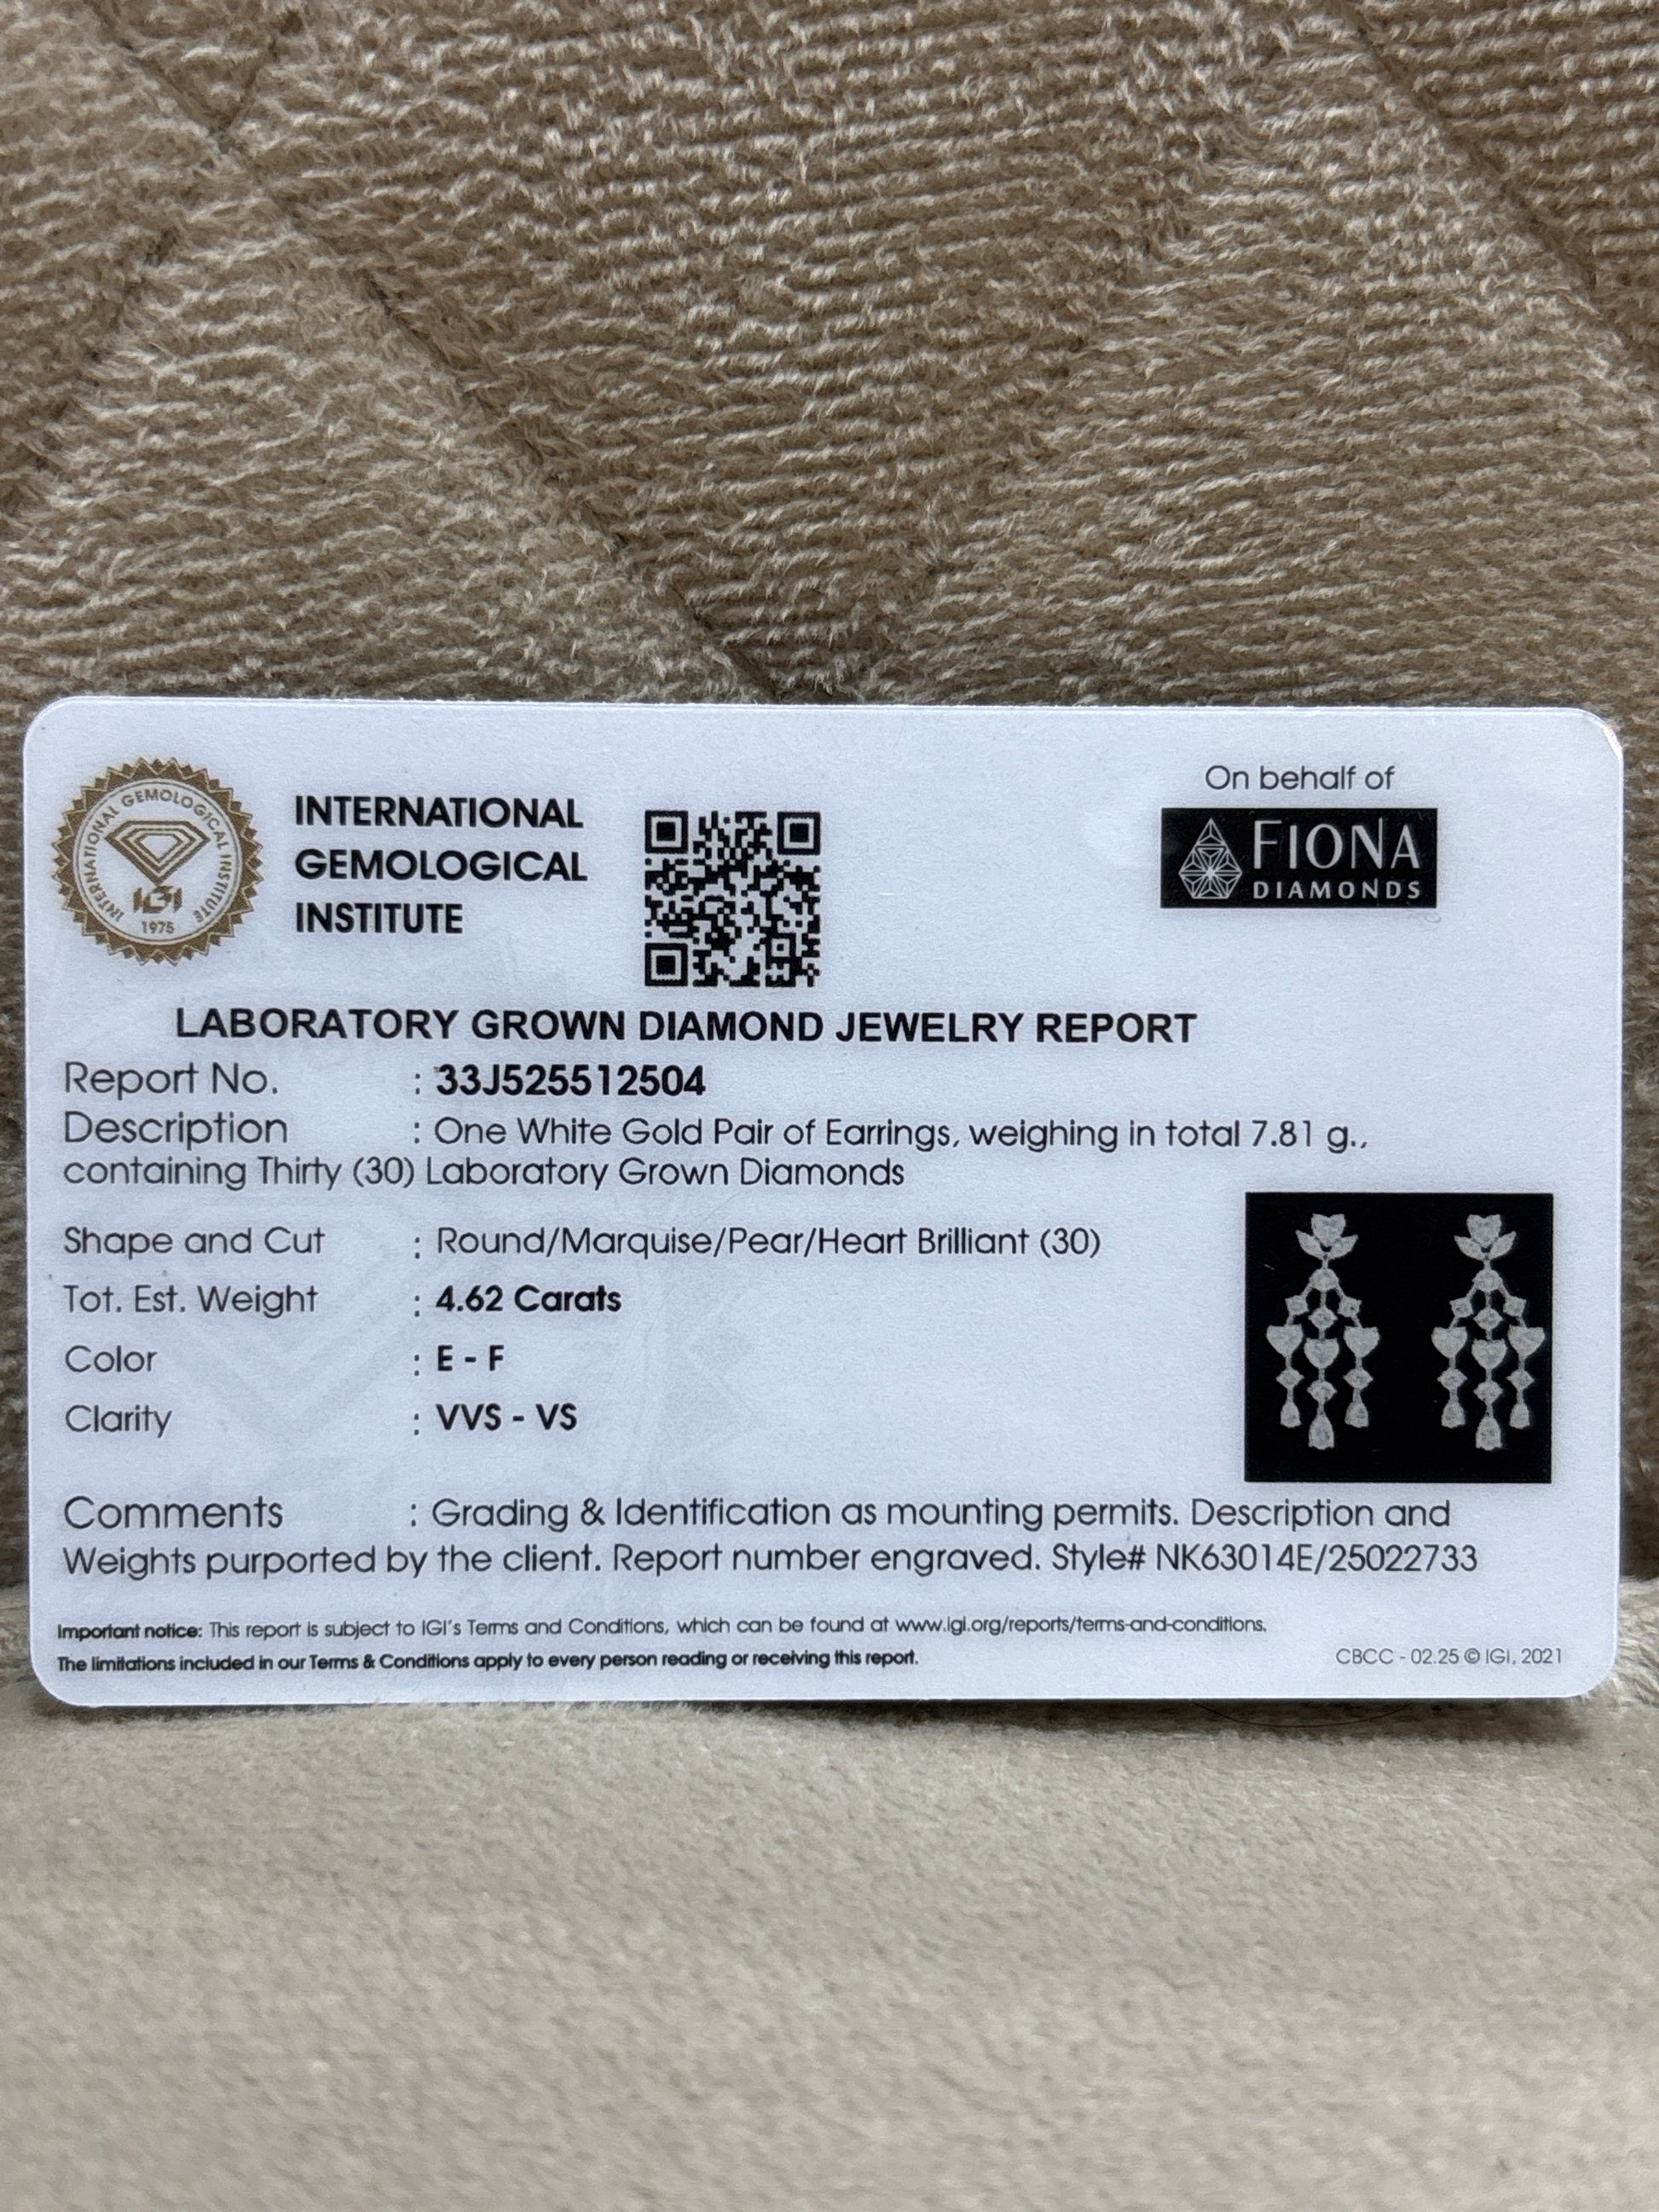 INTERNATIONAL GEMOLOGICAL INSTITUTE
IGI
1975
INTERNATIONAL
GEMOLOGICAL
INSTITUTE
On behalf of
FIONA
DIAMONDS
LABORATORY GROWN DIAMOND JEWELRY REPORT
Report No. : 33J525512504
Description : One White Gold Pair of Earrings, weighing in total 7.81 g.,
containing Thirty (30) Laboratory Grown Diamonds
Shape and Cut : Round/Marquise/Pear/Heart Brilliant (30)
Tot. Est. Weight : 4.62 Carats
Color : E - F
Clarity : VVS - VS
Comments : Grading & Identification as mounting permits. Description and
Weights purported by the client. Report number engraved. Style# NK63014E/25022733
Important notice: This report is subject to IGI's Terms and Conditions, which can be found at www.igi.org/reports/terms-and-conditions.
The limitations included in our Terms & Conditions apply to every person reading or receiving this report.
CBCC - 02.25 © IGI, 2021